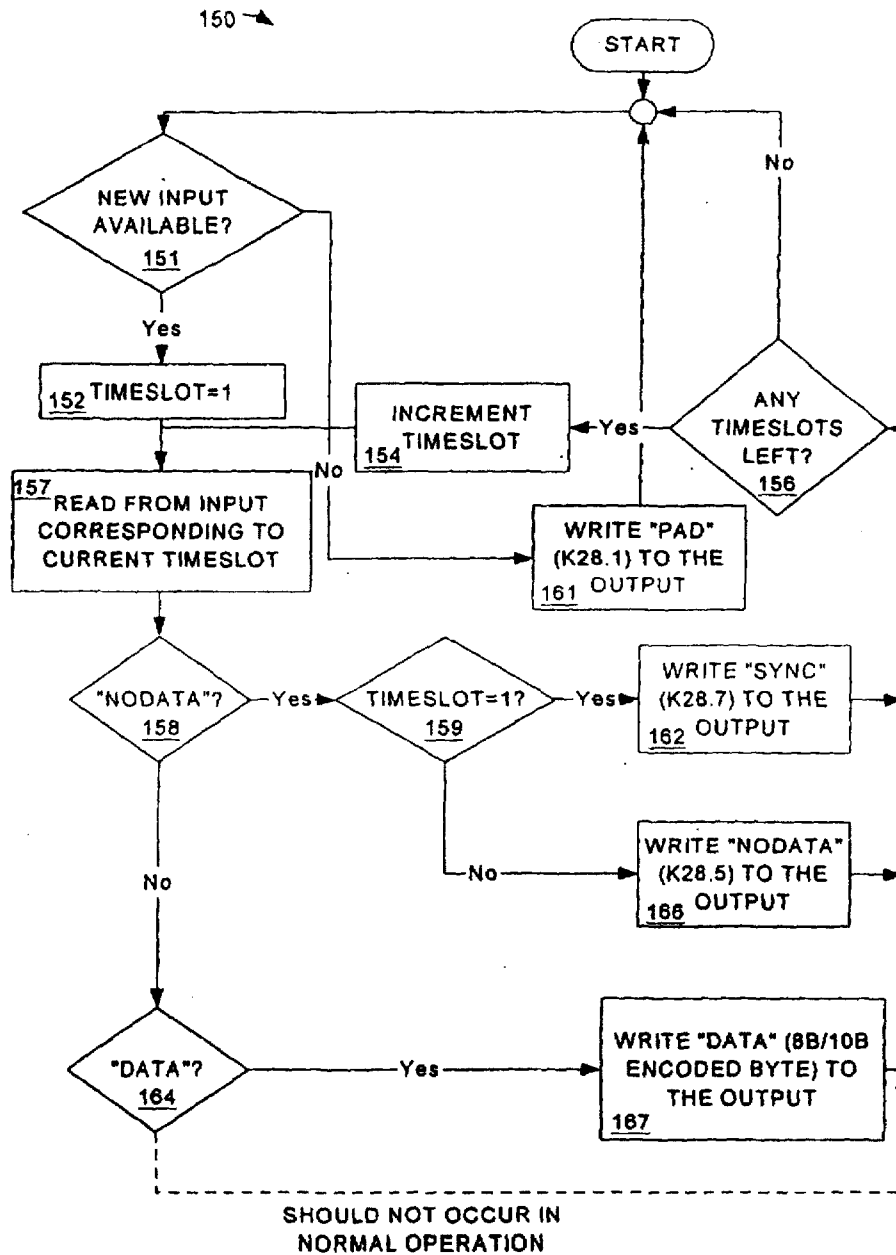 150
START
No
NEW INPUT
AVAILABLE?
151
Yes
152 TIMESLOT=1
INCREMENT
TIMESLOT
154
Yes
ANY
TIMESLOTS
LEFT?
156
No
157
READ FROM INPUT
CORRESPONDING TO
CURRENT TIMESLOT
WRITE "PAD"
(K28.1) TO THE
OUTPUT
161
"NODATA"?
158
Yes
TIMESLOT=1?
159
Yes
WRITE "SYNC"
(K28.7) TO THE
OUTPUT
162
No
No
WRITE "NODATA"
(K28.5) TO THE
OUTPUT
166
"DATA"?
164
Yes
WRITE "DATA" (8B/10B
ENCODED BYTE) TO
THE OUTPUT
167
SHOULD NOT OCCUR IN
NORMAL OPERATION